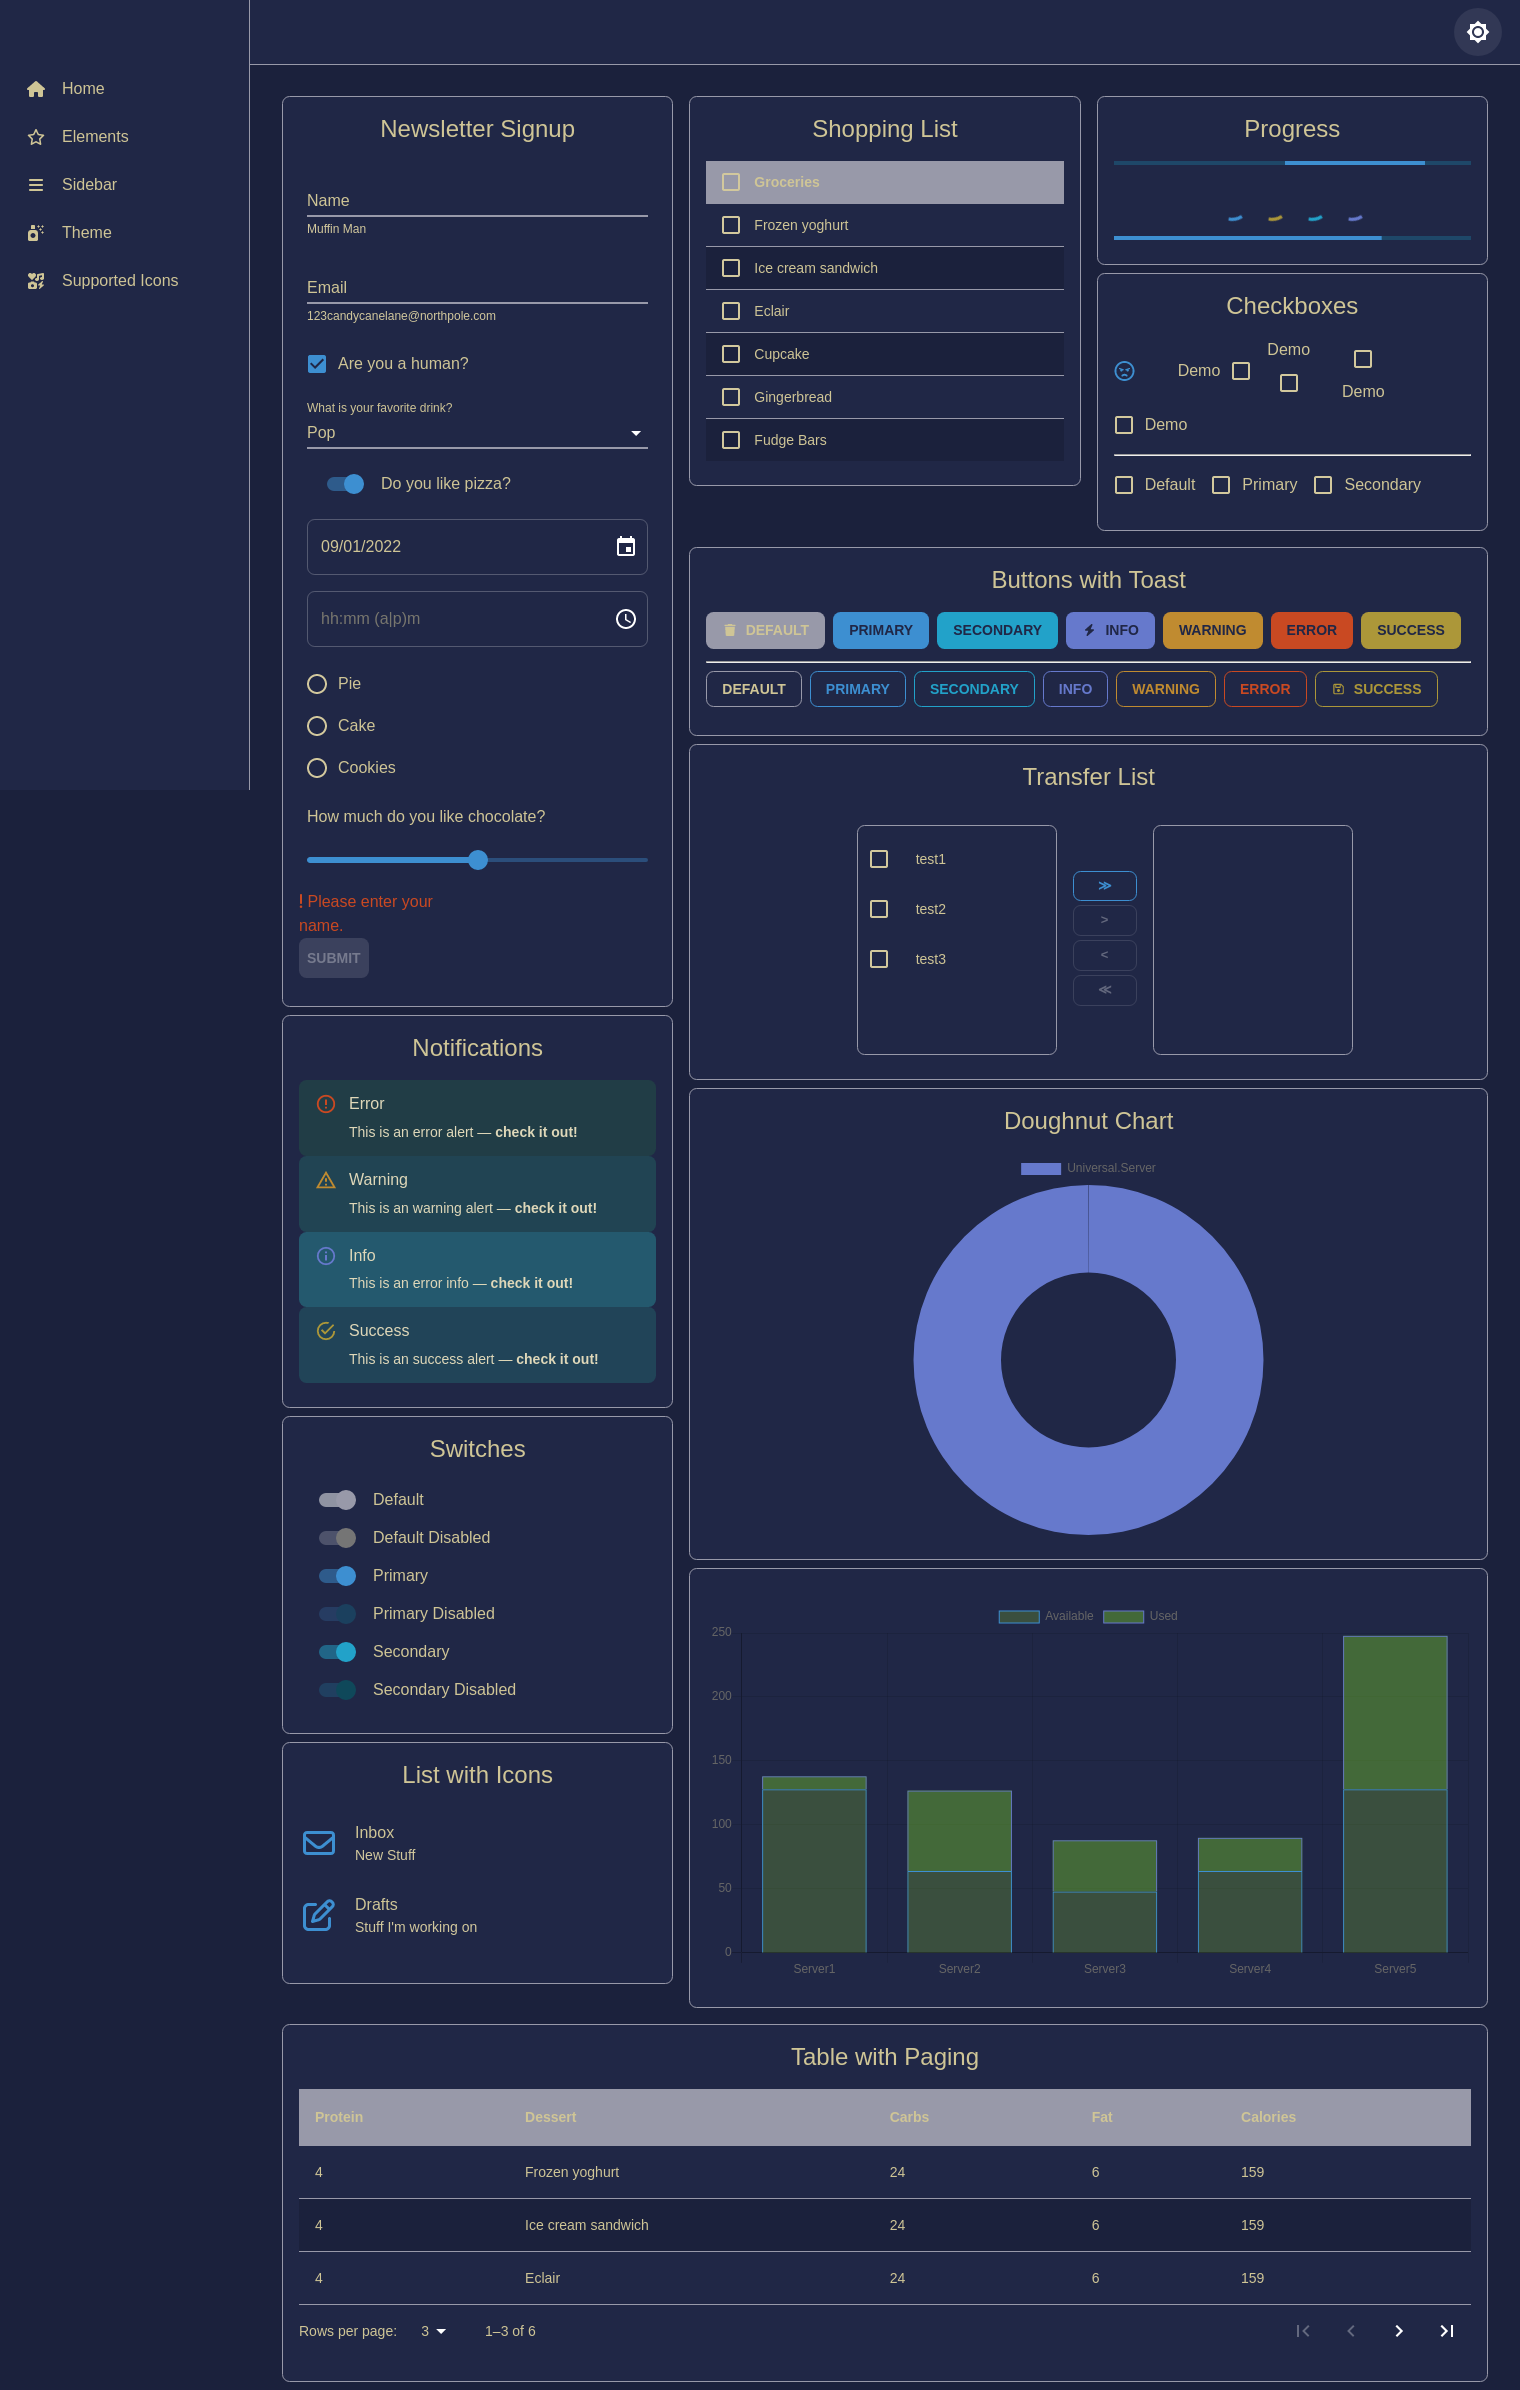 Home
Elements
Sidebar
Theme
Supported Icons
Newsletter Signup
Name
Muffin Man
Email
123candycanelane@northpole.com
Are you a human?
What is your favorite drink?
Pop
Do you like pizza?
09/01/2022
hh:mm (a|p)m
Pie
Cake
Cookies
How much do you like chocolate?
! Please enter your
name.
SUBMIT
Notifications
Error
This is an error alert — check it out!
Warning
This is an warning alert — check it out!
Info
This is an error info — check it out!
Success
This is an success alert — check it out!
Switches
Default
Default Disabled
Primary
Primary Disabled
Secondary
Secondary Disabled
List with Icons
Inbox
New Stuff
Drafts
Stuff I'm working on
Shopping List
Groceries
Frozen yoghurt
Ice cream sandwich
Eclair
Cupcake
Gingerbread
Fudge Bars
Progress
Checkboxes
Demo
Demo
Demo
Demo
Default Primary Secondary
Buttons with Toast
DEFAULT PRIMARY SECONDARY INFO WARNING ERROR SUCCESS
DEFAULT PRIMARY SECONDARY INFO WARNING ERROR SUCCESS
Transfer List
test1
test2
test3
≫
>
<
≪
Doughnut Chart
Universal.Server
Available Used
250
200
150
100
50
0
Server1 Server2 Server3 Server4 Server5
Table with Paging
Protein Dessert Carbs Fat Calories
4 Frozen yoghurt 24 6 159
4 Ice cream sandwich 24 6 159
4 Eclair 24 6 159
Rows per page: 3 1–3 of 6